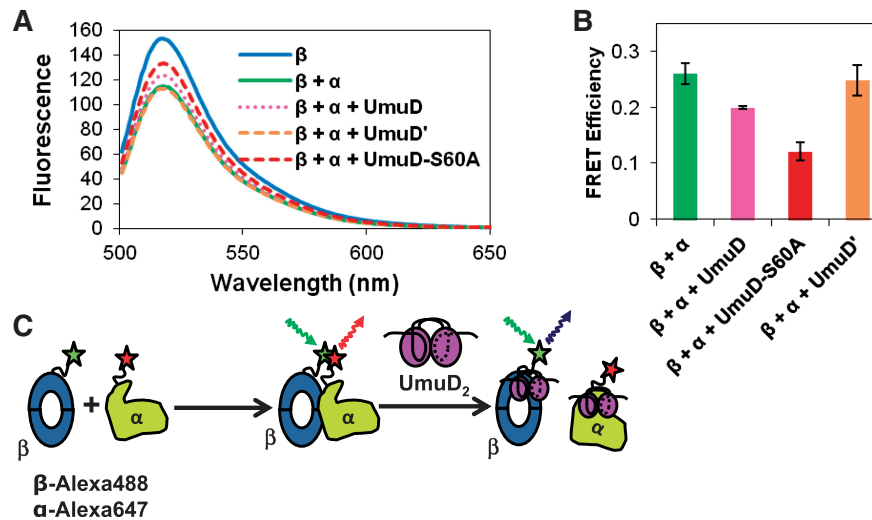 A
160
140
120
100
80
60
40
20
0
Fluorescence
500
550
600
650
Wavelength (nm)
β
β + α
β + α + UmuD
β + α + UmuD'
β + α + UmuD-S60A
B
0.3
0.2
0.1
0
FRET Efficiency
β + α
β + α + UmuD
β + α + UmuD-S60A
β + α + UmuD'
C
β
+
α
β
α
UmuD₂
β
α
β-Alexa488
α-Alexa647